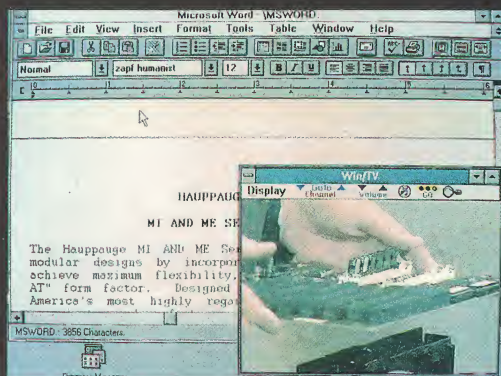 Microsoft Word - \MSWORD.
File Edit View Insert Format Tools Table Window Help
Normal zapf humanist 12 B I U
MI AND ME SE
The Hauppauge MI AND ME Se
modular designs by incorpor
achieve maximum flexibility.
AT" form factor. Designed
America's most highly rega
MSWORD: 3856 Characters.
WinTV
Display Goto Channel Volume